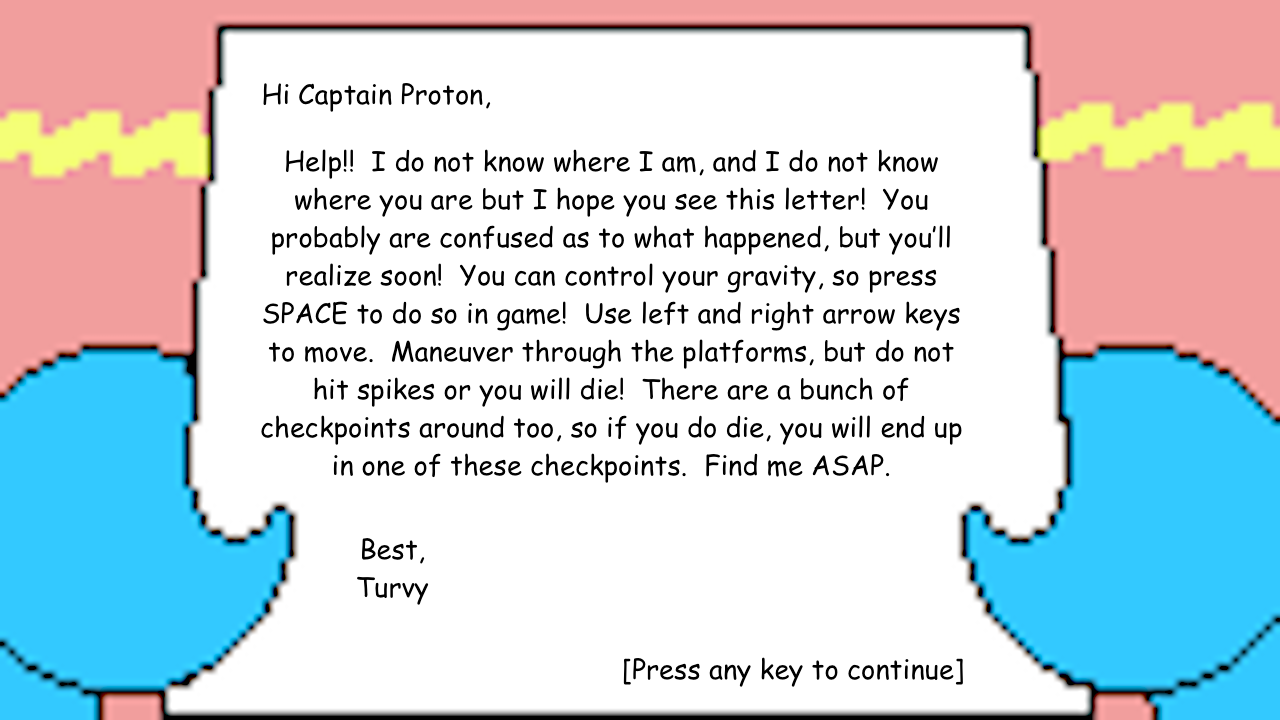 Hi Captain Proton,
Help!!  I do not know where I am, and I do not know
where you are but I hope you see this letter!  You
probably are confused as to what happened, but you'll
realize soon!  You can control your gravity, so press
SPACE to do so in game!  Use left and right arrow keys
to move.  Maneuver through the platforms, but do not
hit spikes or you will die!  There are a bunch of
checkpoints around too, so if you do die, you will end up
in one of these checkpoints.  Find me ASAP.
Best,
Turvy
[Press any key to continue]